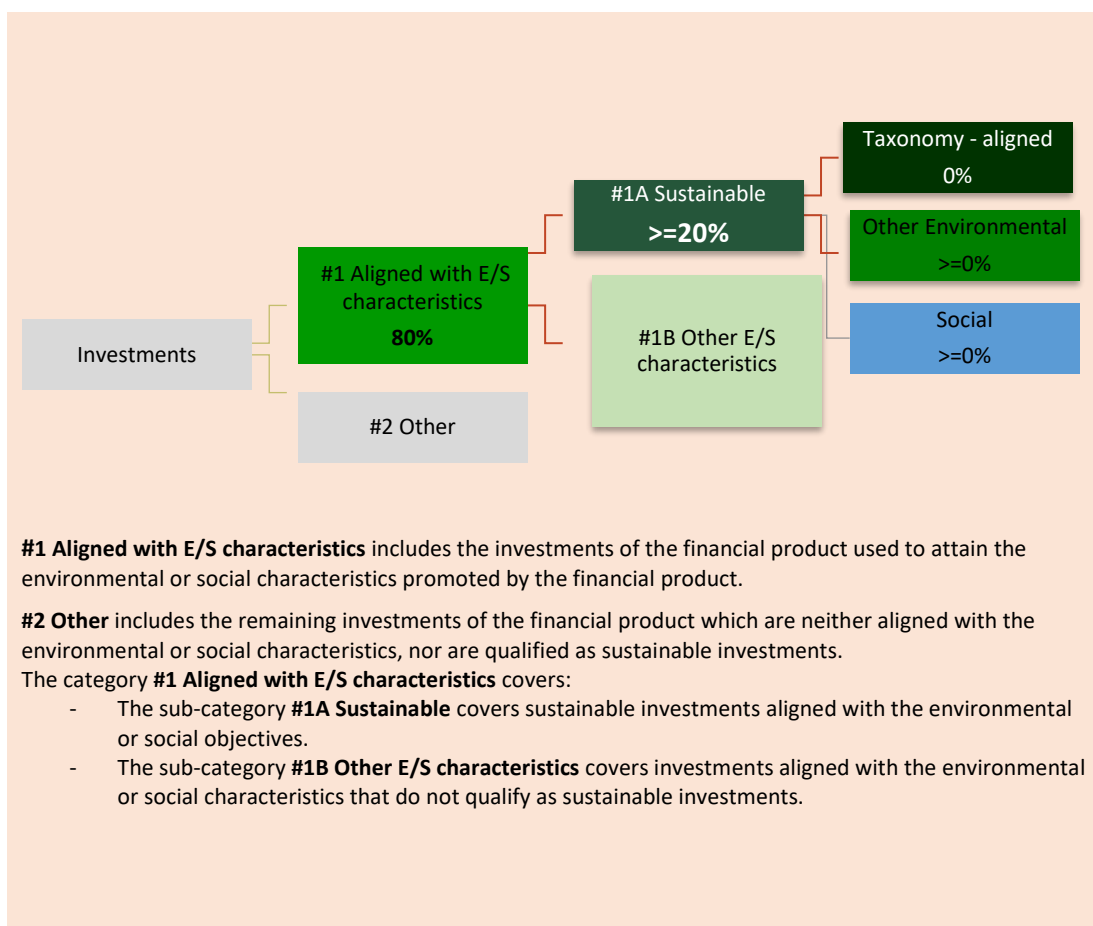 Taxonomy - aligned
0%
#1A Sustainable
>=20%
Other Environmental
>=0%
#1 Aligned with E/S
characteristics
80%
Social
>=0%
#1B Other E/S
characteristics
Investments
#2 Other
#1 Aligned with E/S characteristics includes the investments of the financial product used to attain the
environmental or social characteristics promoted by the financial product.
#2 Other includes the remaining investments of the financial product which are neither aligned with the
environmental or social characteristics, nor are qualified as sustainable investments.
The category #1 Aligned with E/S characteristics covers:
- The sub-category #1A Sustainable covers sustainable investments aligned with the environmental
or social objectives.
- The sub-category #1B Other E/S characteristics covers investments aligned with the environmental
or social characteristics that do not qualify as sustainable investments.